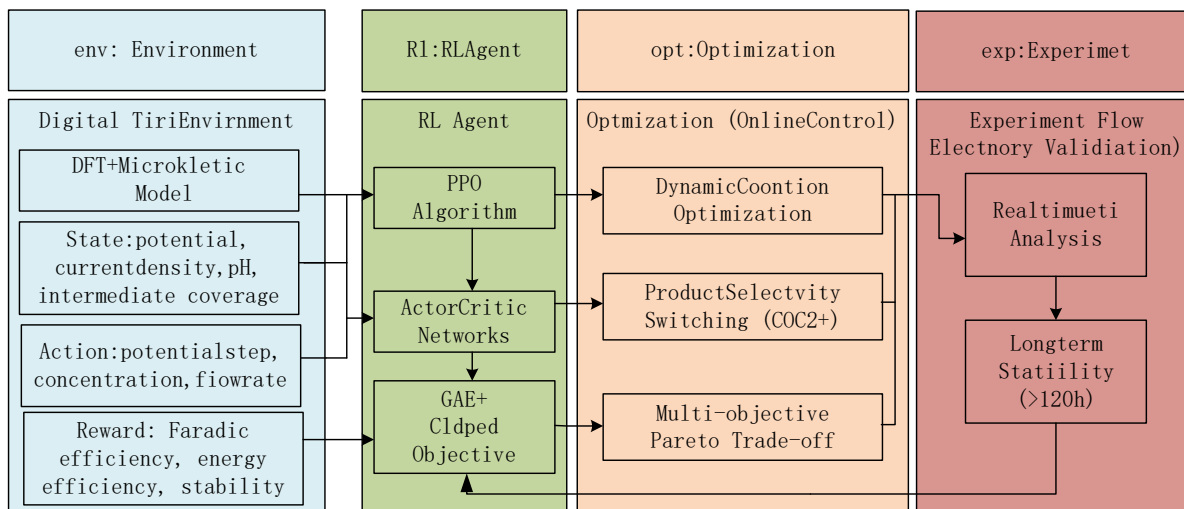 env: Environment
Rl:RLAgent
opt:Optimization
exp:Experimet
Digital TiriEnvirnment
DFT+Microkletic
Model
State:potential,
currentdensity,pH,
intermediate coverage
Action:potentialstep,
concentration,fiowrate
Reward: Faradic
efficiency, energy
efficiency, stability
RL Agent
PPO
Algorithm
ActorCritic
Networks
GAE+
Cldped
Objective
Optmization (OnlineControl)
DynamicCoontion
Optimization
ProductSelectvity
Switching (COC2+)
Multi-objective
Pareto Trade-off
Experiment Flow
Electnory Validiation)
Realtimueti
Analysis
Longterm
Statiility
(>120h)